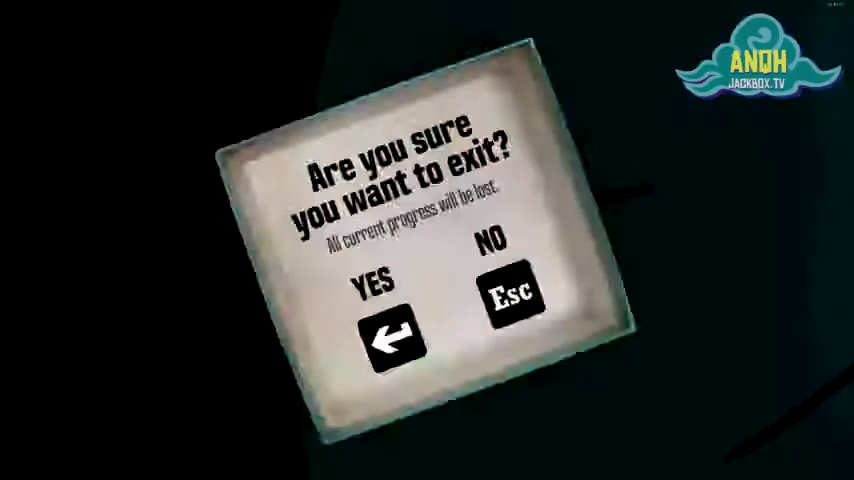 ANQH
JACKBOX.TV
Are you sure
you want to exit?
All current progress will be lost.
YES
NO
Esc